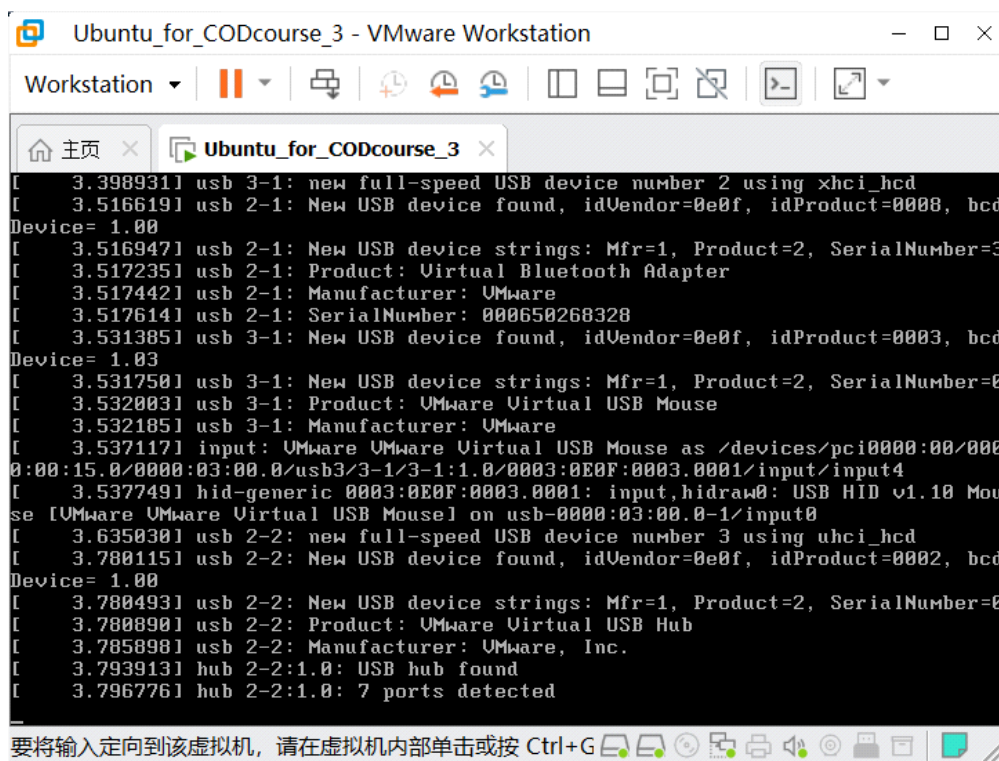 Ubuntu_for_CODcourse_3 - VMware Workstation
Workstation
主页
Ubuntu_for_CODcourse_3
[    3.398931] usb 3-1: new full-speed USB device number 2 using xhci_hcd
[    3.516619] usb 2-1: New USB device found, idVendor=0e0f, idProduct=0008, bcd
Device= 1.00
[    3.516947] usb 2-1: New USB device strings: Mfr=1, Product=2, SerialNumber=3
[    3.517235] usb 2-1: Product: Virtual Bluetooth Adapter
[    3.517442] usb 2-1: Manufacturer: VMware
[    3.517614] usb 2-1: SerialNumber: 000650268328
[    3.531385] usb 3-1: New USB device found, idVendor=0e0f, idProduct=0003, bcd
Device= 1.03
[    3.531750] usb 3-1: New USB device strings: Mfr=1, Product=2, SerialNumber=0
[    3.532003] usb 3-1: Product: VMware Virtual USB Mouse
[    3.532185] usb 3-1: Manufacturer: VMware
[    3.537117] input: VMware VMware Virtual USB Mouse as /devices/pci0000:00/000
0:00:15.0/0000:03:00.0/usb3/3-1/3-1:1.0/0003:0E0F:0003.0001/input/input4
[    3.537749] hid-generic 0003:0E0F:0003.0001: input,hidraw0: USB HID v1.10 Mou
se [VMware VMware Virtual USB Mouse] on usb-0000:03:00.0-1/input0
[    3.635030] usb 2-2: new full-speed USB device number 3 using uhci_hcd
[    3.780115] usb 2-2: New USB device found, idVendor=0e0f, idProduct=0002, bcd
Device= 1.00
[    3.780493] usb 2-2: New USB device strings: Mfr=1, Product=2, SerialNumber=0
[    3.780890] usb 2-2: Product: VMware Virtual USB Hub
[    3.785898] usb 2-2: Manufacturer: VMware, Inc.
[    3.793913] hub 2-2:1.0: USB hub found
[    3.796776] hub 2-2:1.0: 7 ports detected
要将输入定向到该虚拟机，请在虚拟机内部单击或按 Ctrl+G